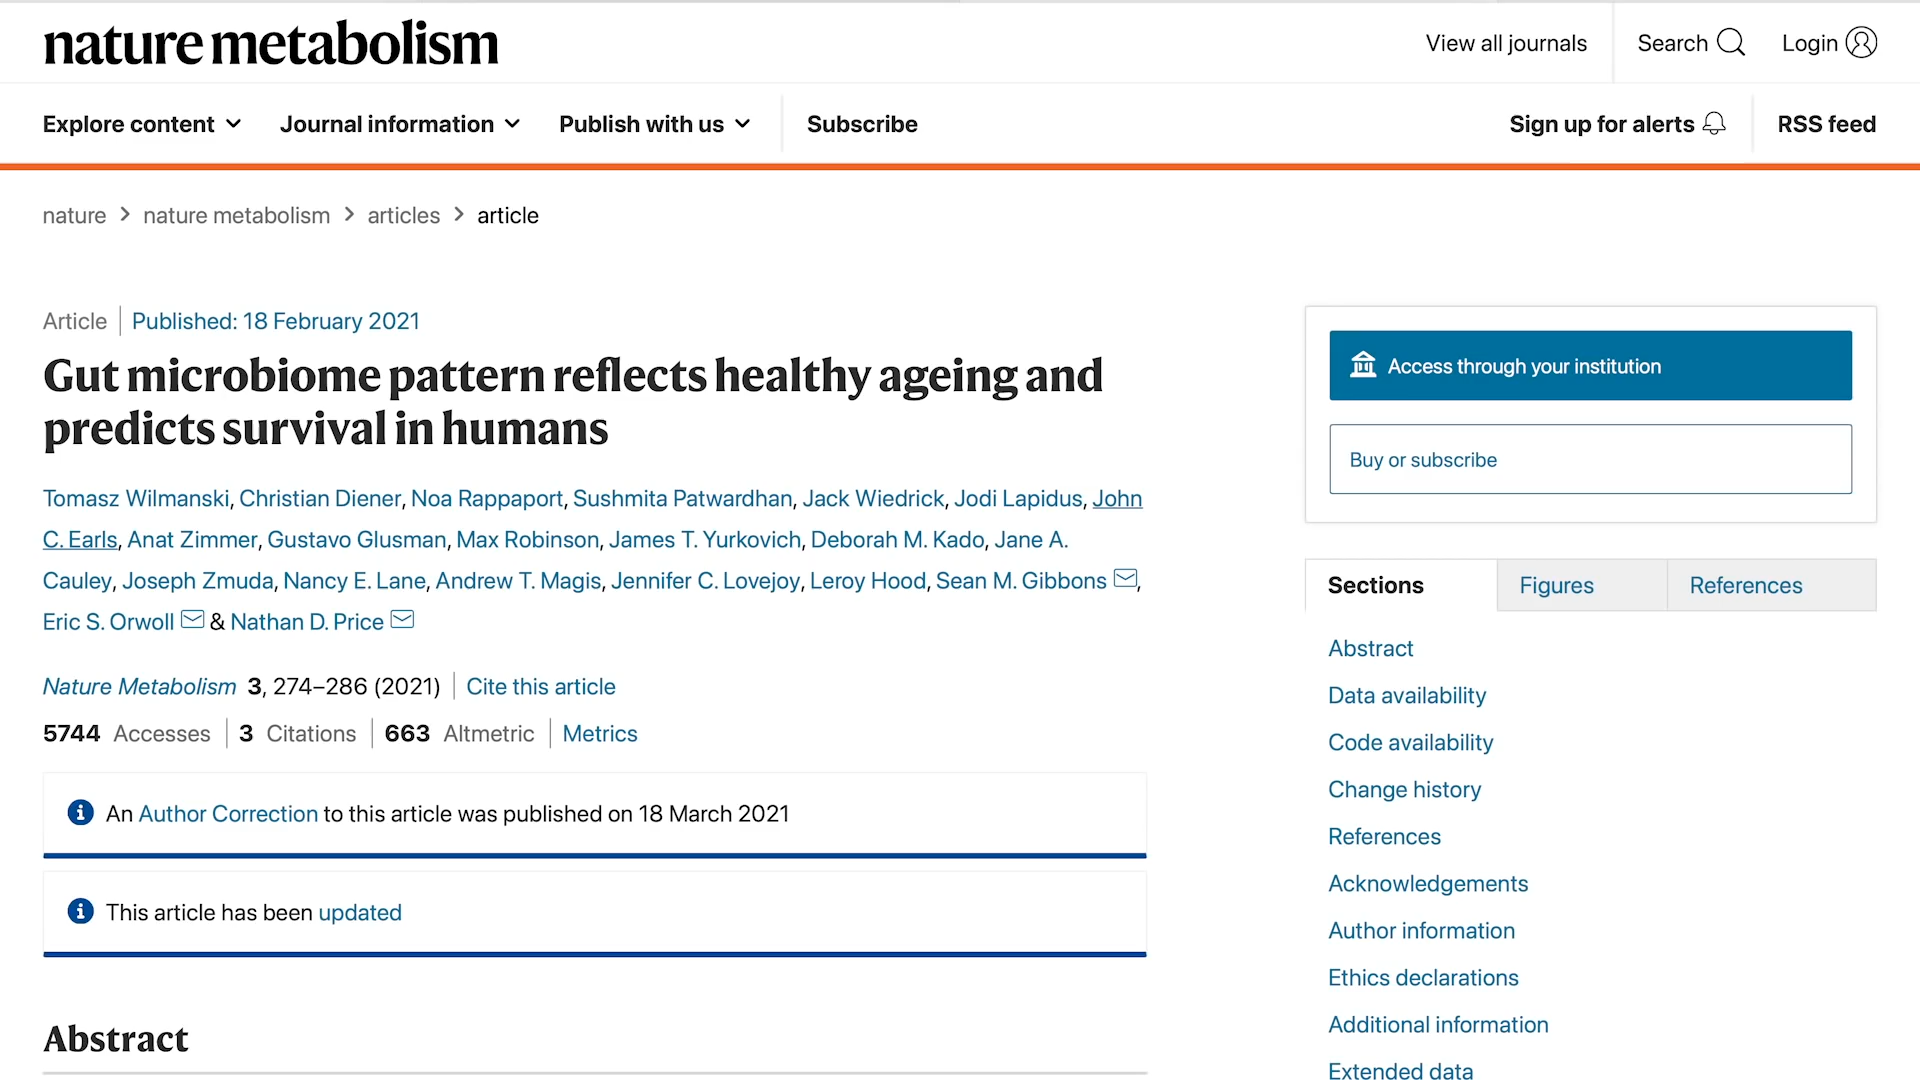 nature metabolism
View all journals
Search
Login
Explore content
Journal information
Publish with us
Subscribe
Sign up for alerts
RSS feed
nature > nature metabolism > articles > article
Article | Published: 18 February 2021
Gut microbiome pattern reflects healthy ageing and
predicts survival in humans
Tomasz Wilmanski, Christian Diener, Noa Rappaport, Sushmita Patwardhan, Jack Wiedrick, Jodi Lapidus, John
C. Earls, Anat Zimmer, Gustavo Glusman, Max Robinson, James T. Yurkovich, Deborah M. Kado, Jane A.
Cauley, Joseph Zmuda, Nancy E. Lane, Andrew T. Magis, Jennifer C. Lovejoy, Leroy Hood, Sean M. Gibbons,
Eric S. Orwoll & Nathan D. Price
Nature Metabolism 3, 274–286 (2021) | Cite this article
5744 Accesses | 3 Citations | 663 Altmetric | Metrics
An Author Correction to this article was published on 18 March 2021
This article has been updated
Abstract
Access through your institution
Buy or subscribe
Sections
Figures
References
Abstract
Data availability
Code availability
Change history
References
Acknowledgements
Author information
Ethics declarations
Additional information
Extended data